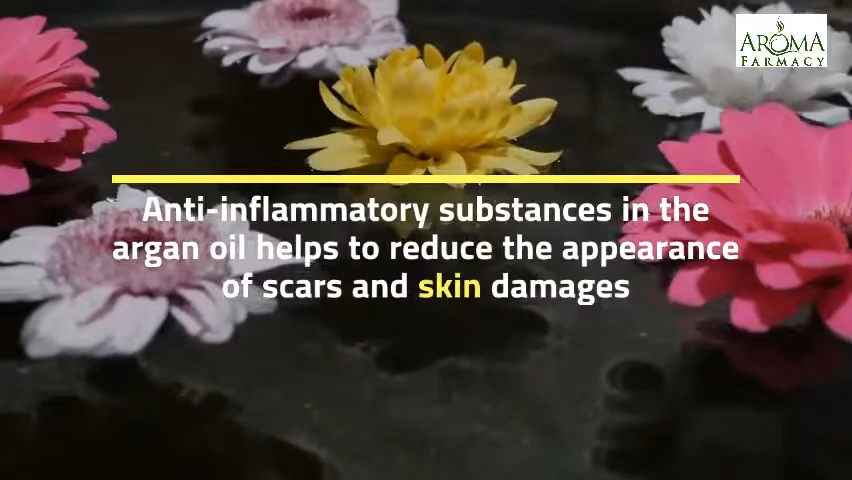 AROMA
FARMACY
Anti-inflammatory substances in the
argan oil helps to reduce the appearance
of scars and skin damages